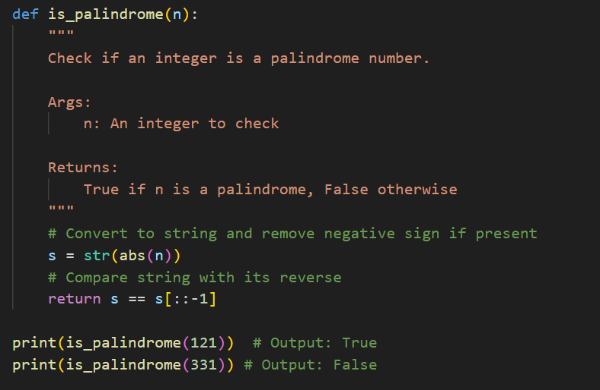 def is_palindrome(n):
    """
    Check if an integer is a palindrome number.

    Args:
        n: An integer to check

    Returns:
        True if n is a palindrome, False otherwise
    """
    # Convert to string and remove negative sign if present
    s = str(abs(n))
    # Compare string with its reverse
    return s == s[::-1]

print(is_palindrome(121))  # Output: True
print(is_palindrome(331)) # Output: False